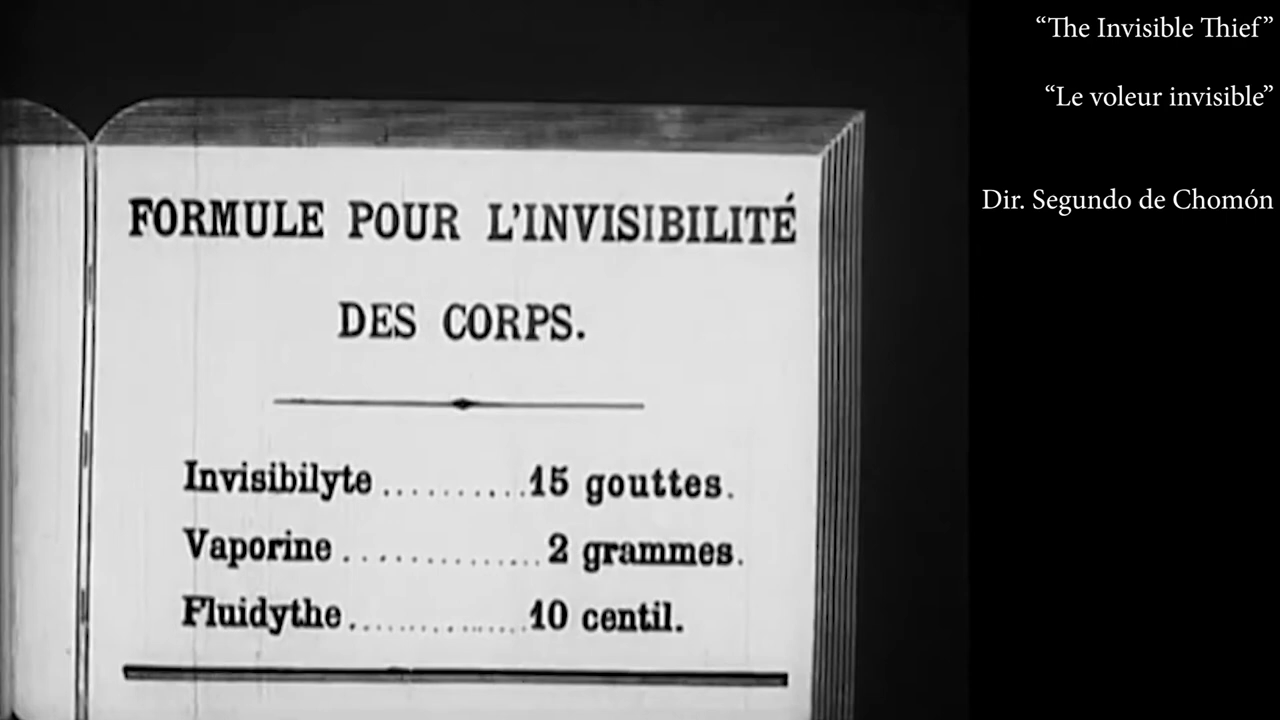 “The Invisible Thief”
“Le voleur invisible”
Dir. Segundo de Chomón
FORMULE POUR L'INVISIBILITÉ
DES CORPS.
Invisibilyte..........15 gouttes.
Vaporine..............2 grammes.
Fluidythe.............10 centil.